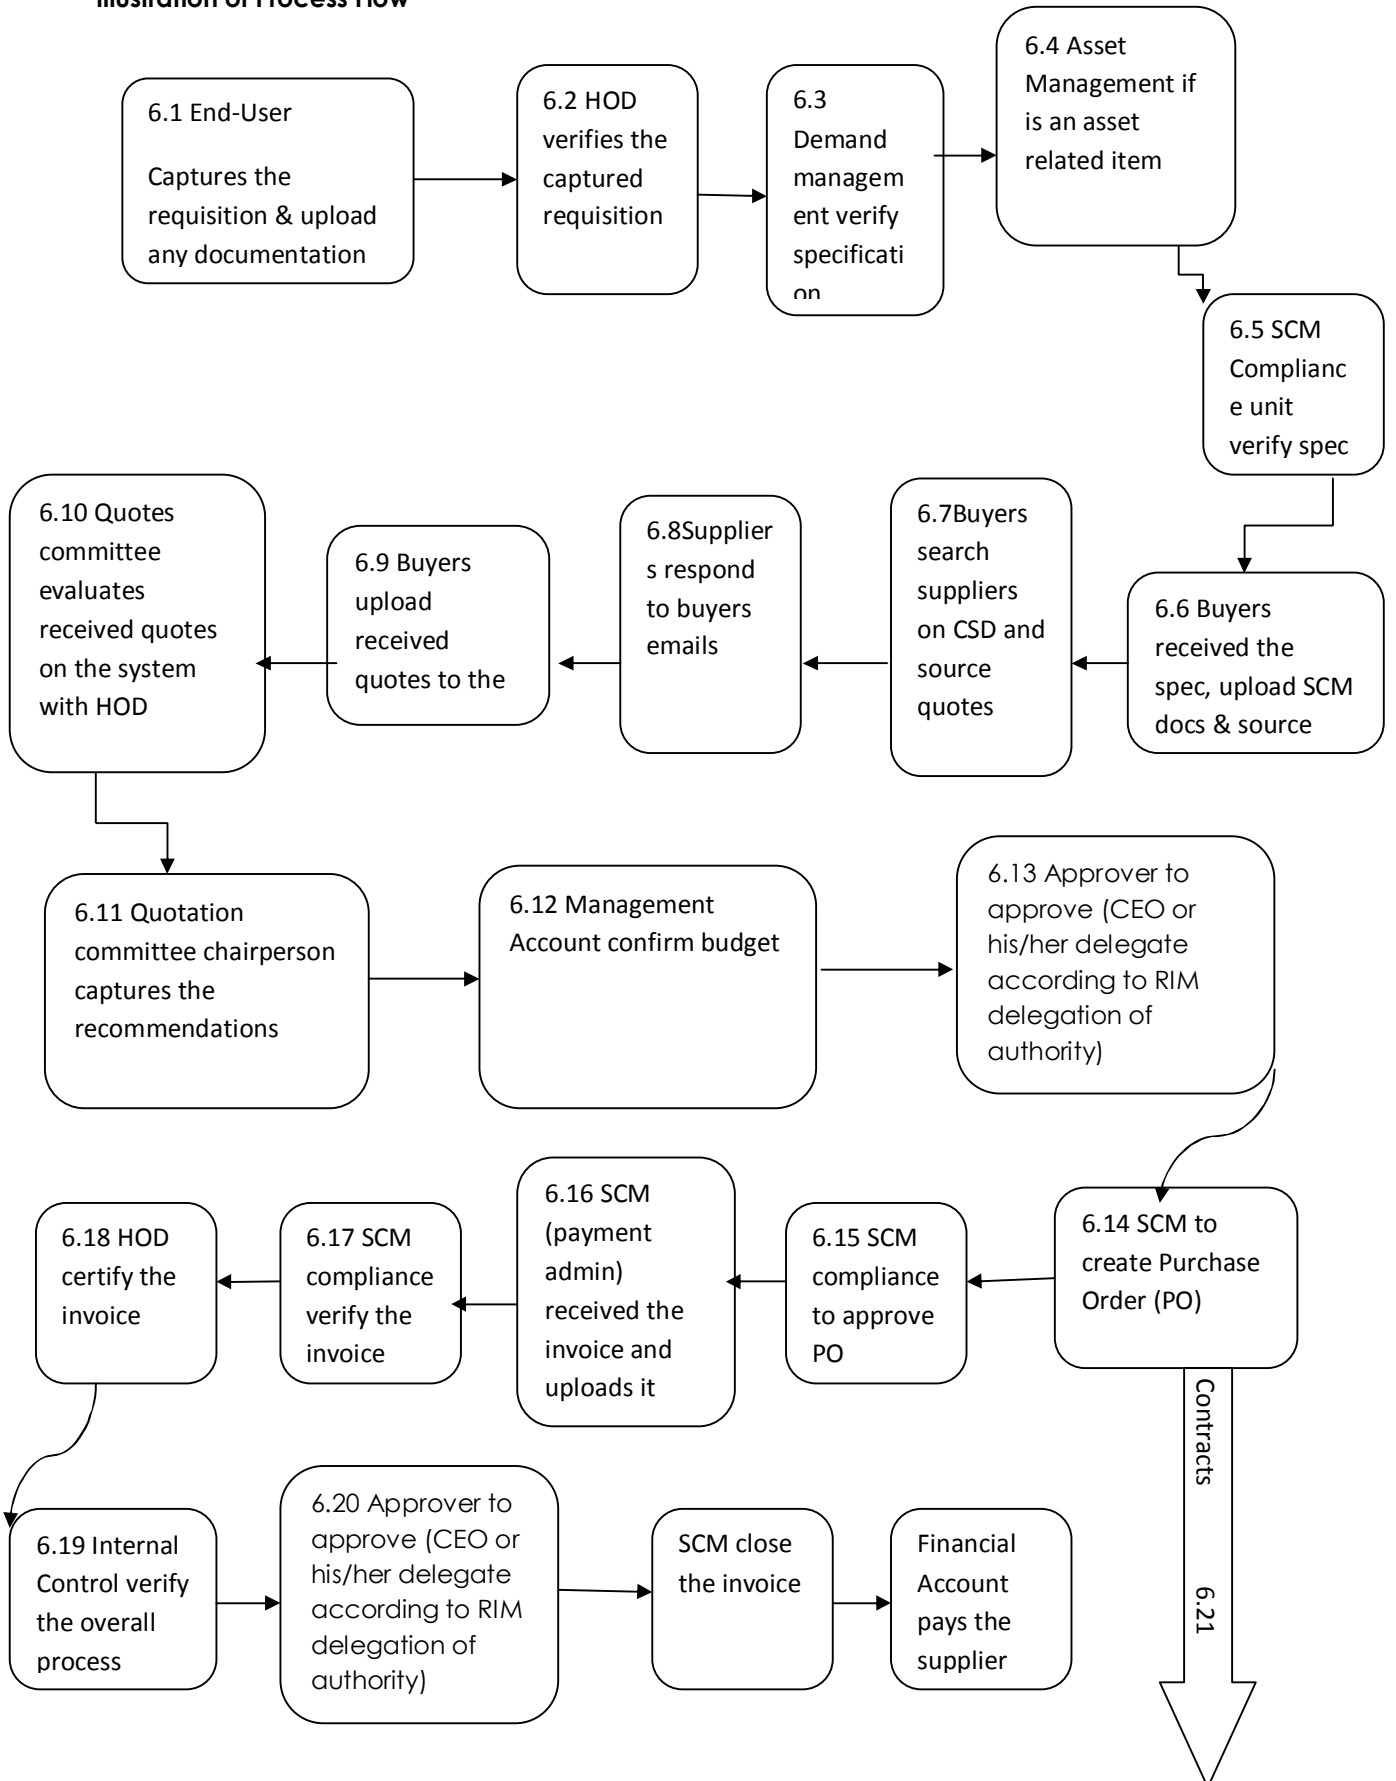 Illustration of Process Flow
6.1 End-User
Captures the
requisition & upload
any documentation
6.2 HOD
verifies the
captured
requisition
6.3
Demand
managem
ent verify
specificati
on
6.4 Asset
Management if
is an asset
related item
6.5 SCM
Complianc
e unit
verify spec
6.6 Buyers
received the
spec, upload SCM
docs & source
6.7Buyers
search
suppliers
on CSD and
source
quotes
6.8Supplier
s respond
to buyers
emails
6.9 Buyers
upload
received
quotes to the
6.10 Quotes
committee
evaluates
received quotes
on the system
with HOD
6.11 Quotation
committee chairperson
captures the
recommendations
6.12 Management
Account confirm budget
6.13 Approver to
approve (CEO or
his/her delegate
according to RIM
delegation of
authority)
6.14 SCM to
create Purchase
Order (PO)
6.15 SCM
compliance
to approve
PO
6.16 SCM
(payment
admin)
received the
invoice and
uploads it
6.17 SCM
compliance
verify the
invoice
6.18 HOD
certify the
invoice
6.19 Internal
Control verify
the overall
process
6.20 Approver to
approve (CEO or
his/her delegate
according to RIM
delegation of
authority)
SCM close
the invoice
Financial
Account
pays the
supplier
Contracts 6.21